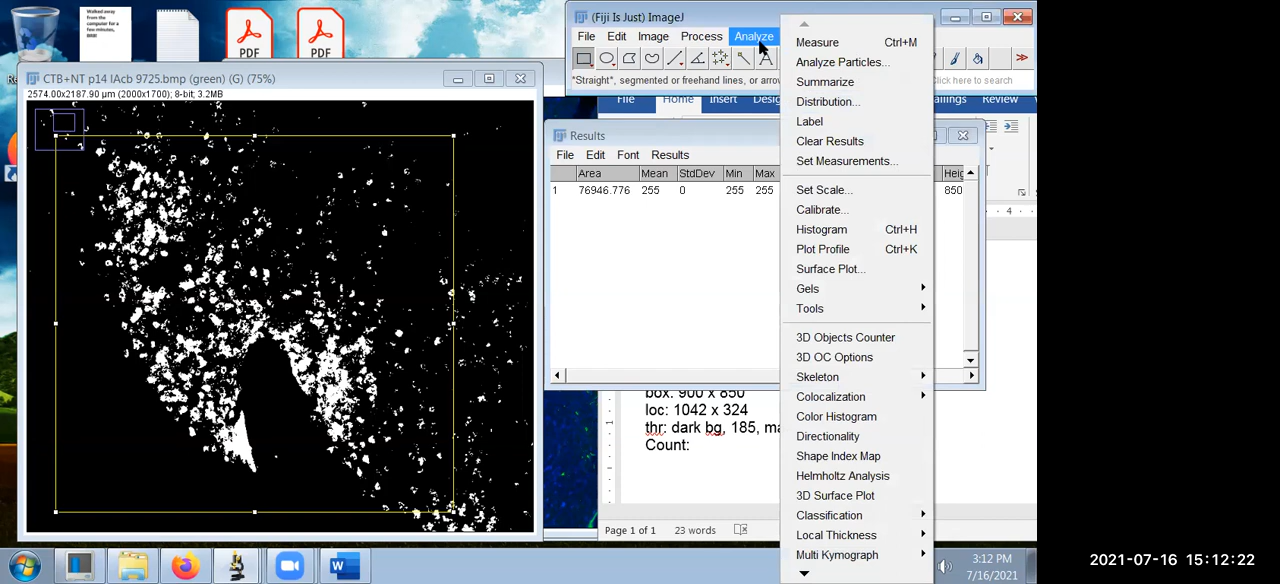 Walked away
from the
computer for a
few minutes,
BRB!
PDF
PDF
CTB+NT p14 IAcb 9725.bmp (green) (G) (75%)
2574.00x2187.90 µm (2000x1700); 8-bit; 3.2MB
(Fiji Is Just) ImageJ
File Edit Image Process Analyze
*Straight*, segmented or freehand lines, or arrow
Click here to search
File Home Insert Desig
ailings Review
Results
File Edit Font Results
Area Mean StdDev Min Max Heig
1 76946.776 255 0 255 255 850
Measure Ctrl+M
Analyze Particles...
Summarize
Distribution...
Label
Clear Results
Set Measurements...
Set Scale...
Calibrate...
Histogram Ctrl+H
Plot Profile Ctrl+K
Surface Plot...
Gels
Tools
3D Objects Counter
3D OC Options
Skeleton
Colocalization
Color Histogram
Directionality
Shape Index Map
Helmholtz Analysis
3D Surface Plot
Classification
Local Thickness
Multi Kymograph
4
box: 900 x 850
loc: 1042 x 324
thr: dark bg, 185, ma
Count:
Page 1 of 1 23 words
3:12 PM
7/16/2021
2021-07-16 15:12:22